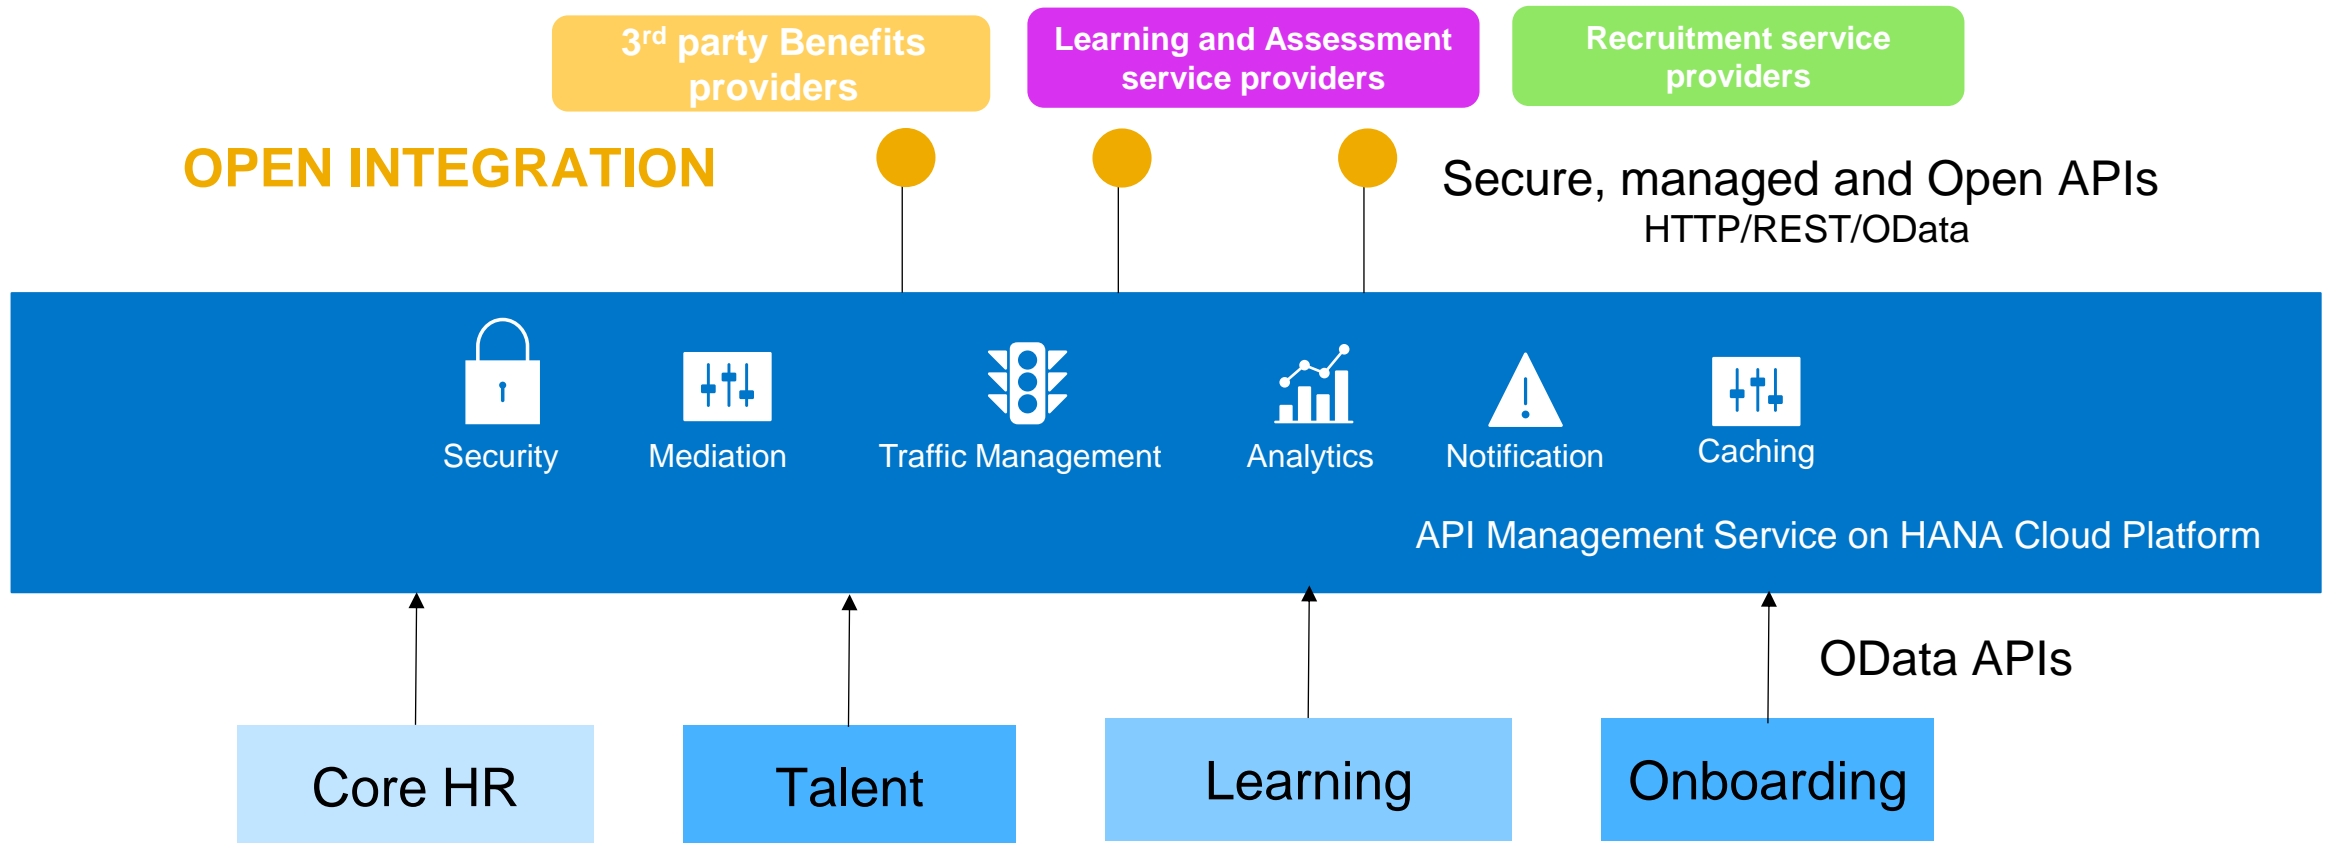 3rd party Benefits
providers
Learning and Assessment
service providers
Recruitment service
providers
OPEN INTEGRATION
Secure, managed and Open APIs
HTTP/REST/OData
Security
Mediation
Traffic Management
Analytics
Notification
Caching
API Management Service on HANA Cloud Platform
OData APIs
Core HR
Talent
Learning
Onboarding